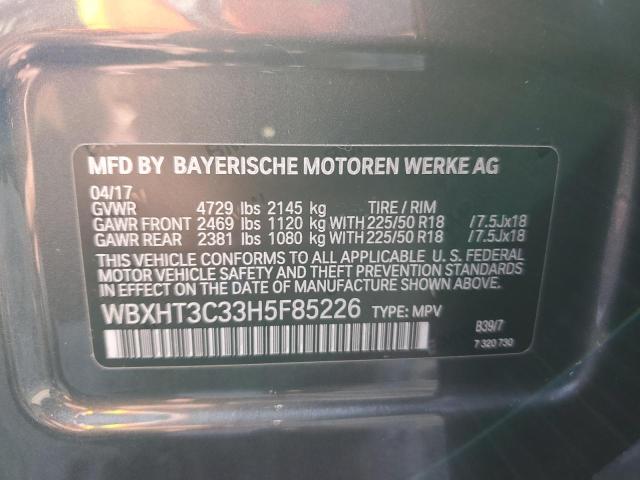 MFD BY BAYERISCHE MOTOREN WERKE AG
04/17
GVWR 4729 lbs 2145 kg TIRE / RIM
GAWR FRONT 2469 lbs 1120 kg WITH 225/50 R18 /7.5Jx18
GAWR REAR 2381 lbs 1080 kg WITH 225/50 R18 /7.5Jx18
THIS VEHICLE CONFORMS TO ALL APPLICABLE U. S. FEDERAL
MOTOR VEHICLE SAFETY AND THEFT PREVENTION STANDARDS
IN EFFECT ON THE DATE OF MANUFACTURE SHOWN ABOVE.
WBXHT3C33H5F85226 TYPE: MPV
B39/7
7 320 730